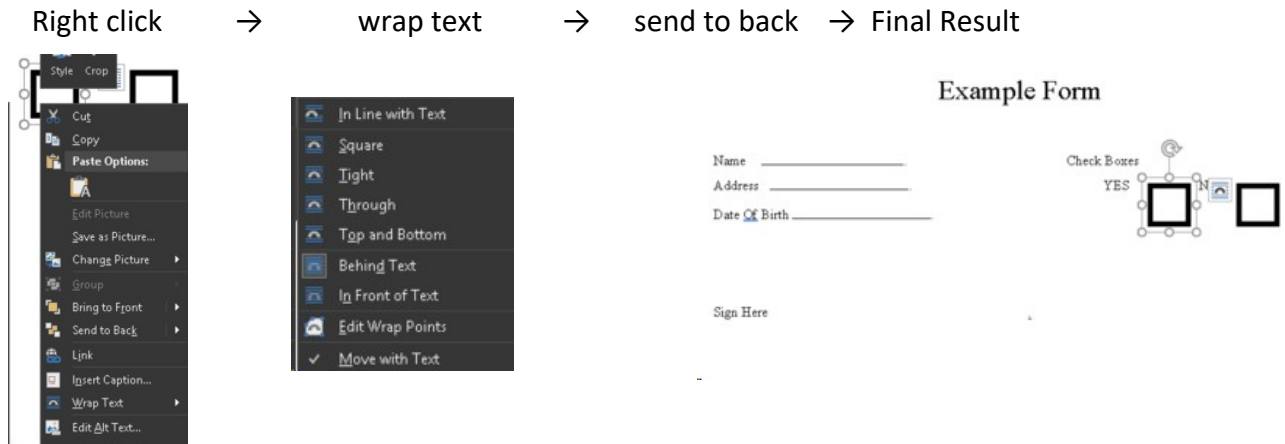 Right click → wrap text → send to back → Final Result
Style Crop
Cut
Copy
Paste Options:
Edit Picture
Save as Picture...
Change Picture
Group
Bring to Front
Send to Back
Link
Insert Caption...
Wrap Text
Edit Alt Text...
In Line with Text
Square
Tight
Through
Top and Bottom
Behind Text
In Front of Text
Edit Wrap Points
Move with Text
Example Form
Name
Check Boxes
Address
YES N
Date Of Birth
Sign Here